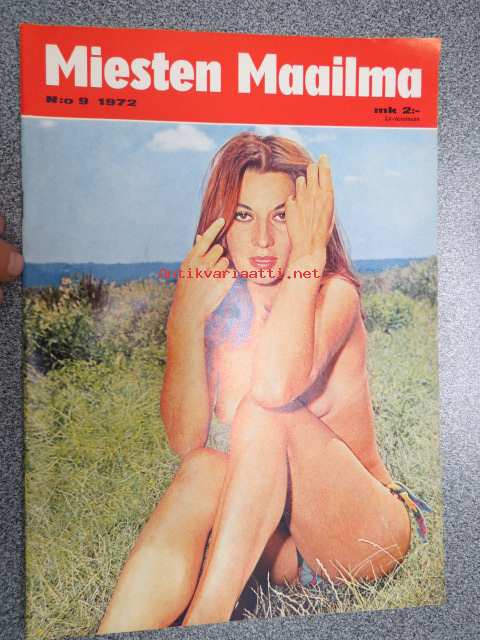 Miesten Maailma
N:o 9 1972
mk 2:-
Antikvariaatti.net